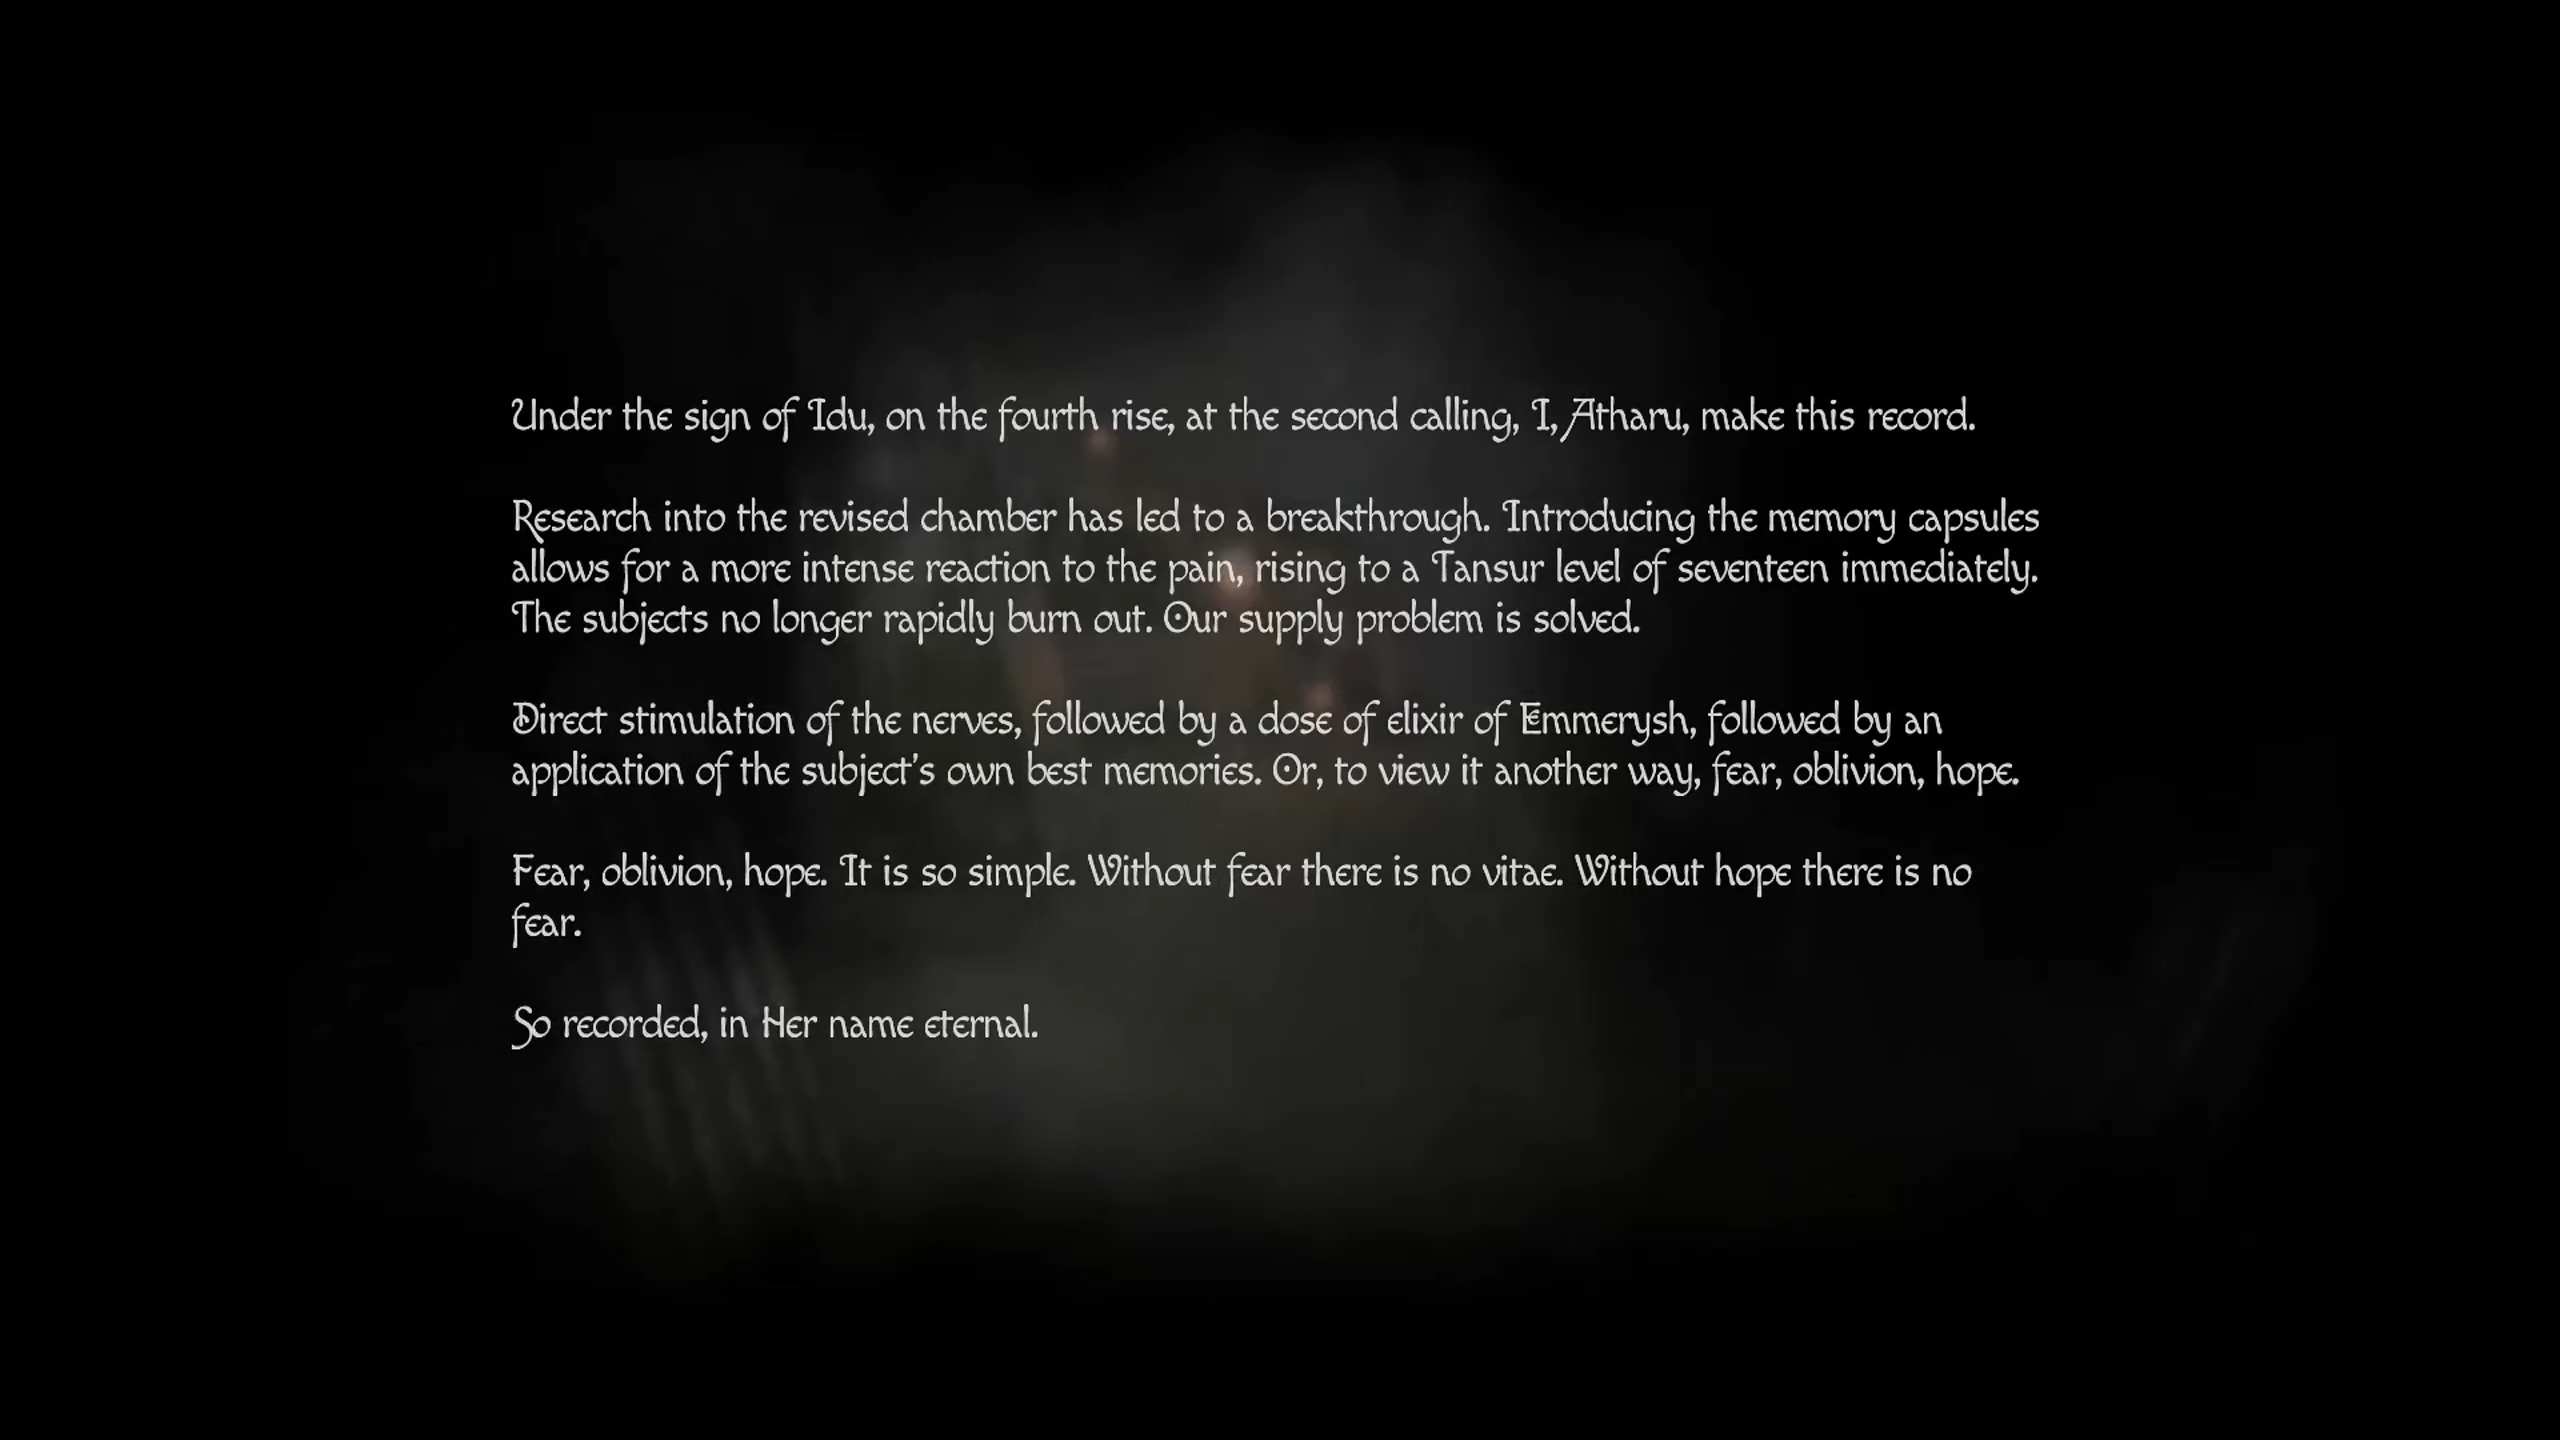 Under the sign of Idu, on the fourth rise, at the second calling, I, Atharu, make this record.
Research into the revised chamber has led to a breakthrough. Introducing the memory capsules
allows for a more intense reaction to the pain, rising to a Tansur level of seventeen immediately.
The subjects no longer rapidly burn out. Our supply problem is solved.
Direct stimulation of the nerves, followed by a dose of elixir of Emmerysh, followed by an
application of the subject's own best memories. Or, to view it another way, fear, oblivion, hope.
Fear, oblivion, hope. It is so simple. Without fear there is no vitae. Without hope there is no
fear.
So recorded, in Her name eternal.